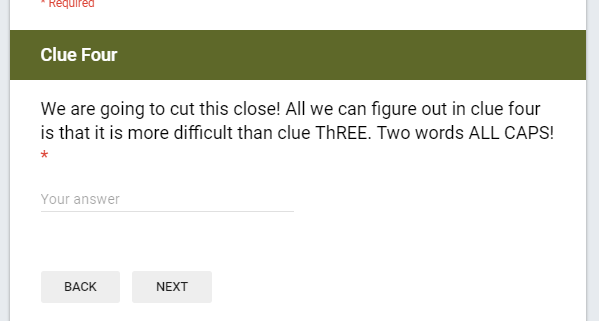 * Required
Clue Four
We are going to cut this close! All we can figure out in clue four
is that it is more difficult than clue ThREE. Two words ALL CAPS!
*
Your answer
BACK NEXT